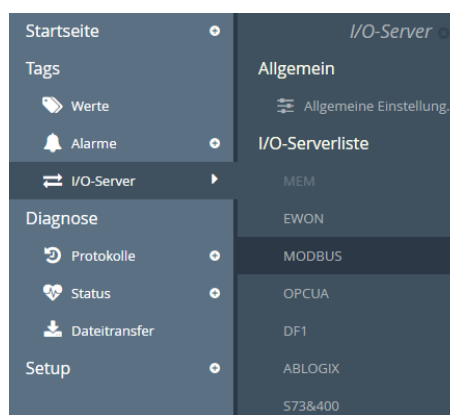 Startseite
Tags
Werte
Alarme
I/O-Server
Diagnose
Protokolle
Status
Dateitransfer
Setup
I/O-Server
Allgemein
Allgemeine Einstellung.
I/O-Serverliste
MEM
EWON
MODBUS
OPCUA
DF1
ABLOGIX
S73&400